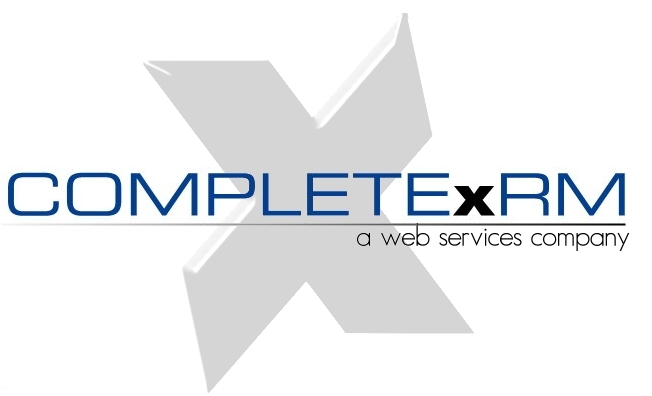 COMPLETExRM
a web services company